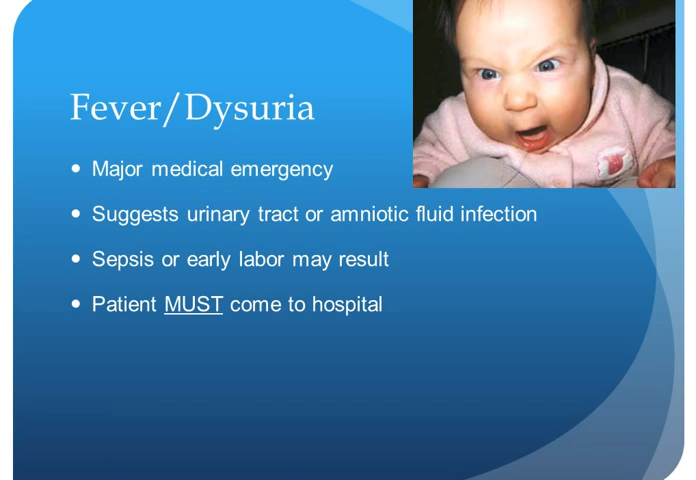 Fever/Dysuria
Major medical emergency
Suggests urinary tract or amniotic fluid infection
Sepsis or early labor may result
Patient MUST come to hospital